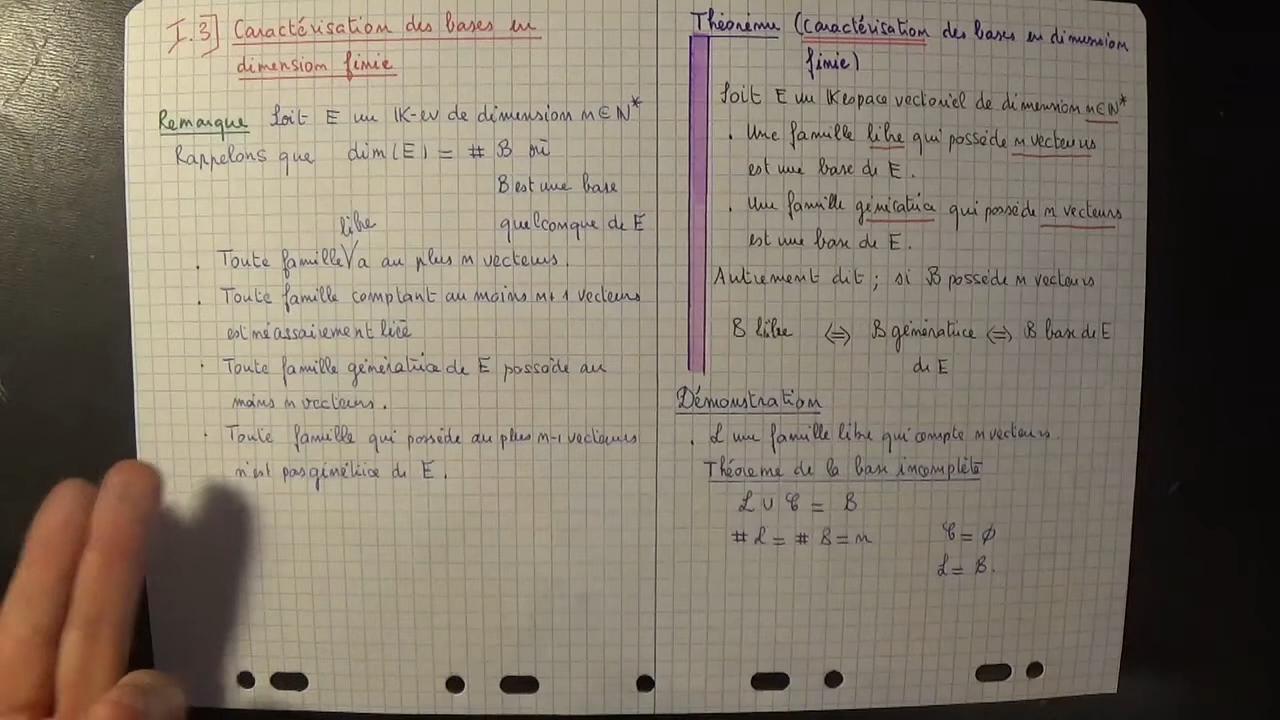 I.3] Caractérisation des bases en
dimension finie
Remarque Soit E un IK-ev de dimension n ∈ IN*
Rappelons que dim(E) = # B où
B est une base
quelconque de E
. Toute famille libre a au plus n vecteurs.
. Toute famille comptant au moins n+1 vecteurs
est néassairement liée
. Toute famille génératrice de E possède au
moins n vecteurs.
. Toute famille qui possède au plus n-1 vecteurs
n'est pas génétrice de E.
Théorème (Caractérisation des bases en dimension
finie)
Soit E un IK espace vectoriel de dimension n ∈ IN*
. Une famille libre qui possède n vecteurs
est une base de E.
. Une famille génératrice qui possède n vecteurs
est une base de E.
Autrement dit ; si B possède n vecteurs
B libre ⇔ B génératrice ⇔ B base de E
de E
Démonstration
. L une famille libre qui compte n vecteurs.
Théorème de la base incomplète
L ∪ C = B
# L = # B = n C = ∅
L = B.